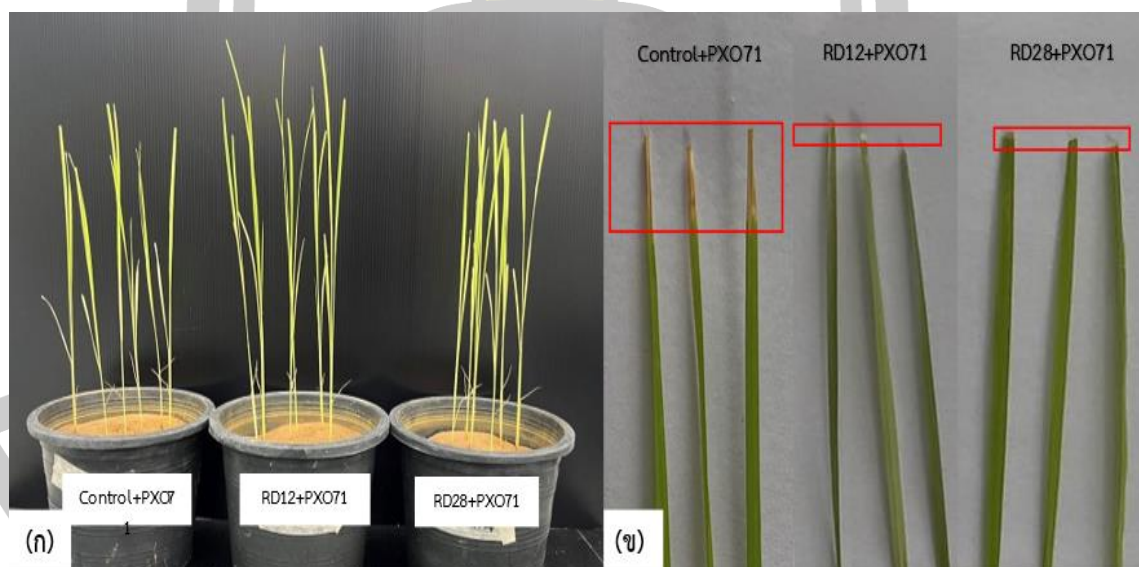 Control+PXO7
1
RD12+PXO71
RD28+PXO71
(ก)
Control+PXO71
RD12+PXO71
RD28+PXO71
(ข)